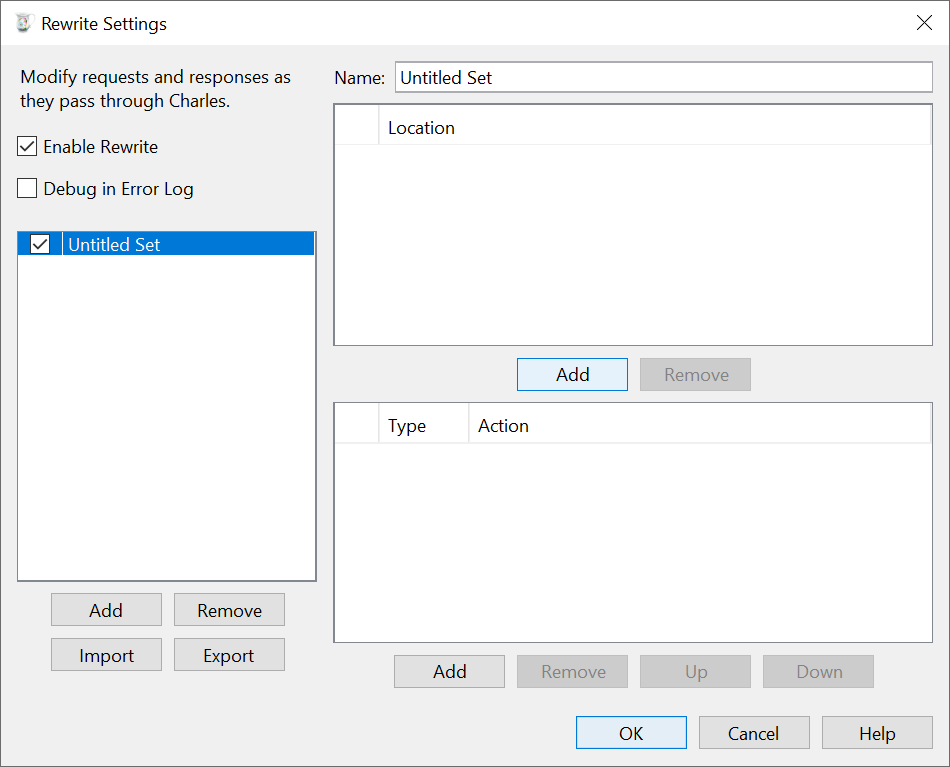 Rewrite Settings
Modify requests and responses as
they pass through Charles.
Enable Rewrite
Debug in Error Log
Untitled Set
Add
Remove
Import
Export
Name:
Untitled Set
Location
Add
Remove
Type
Action
Add
Remove
Up
Down
OK
Cancel
Help